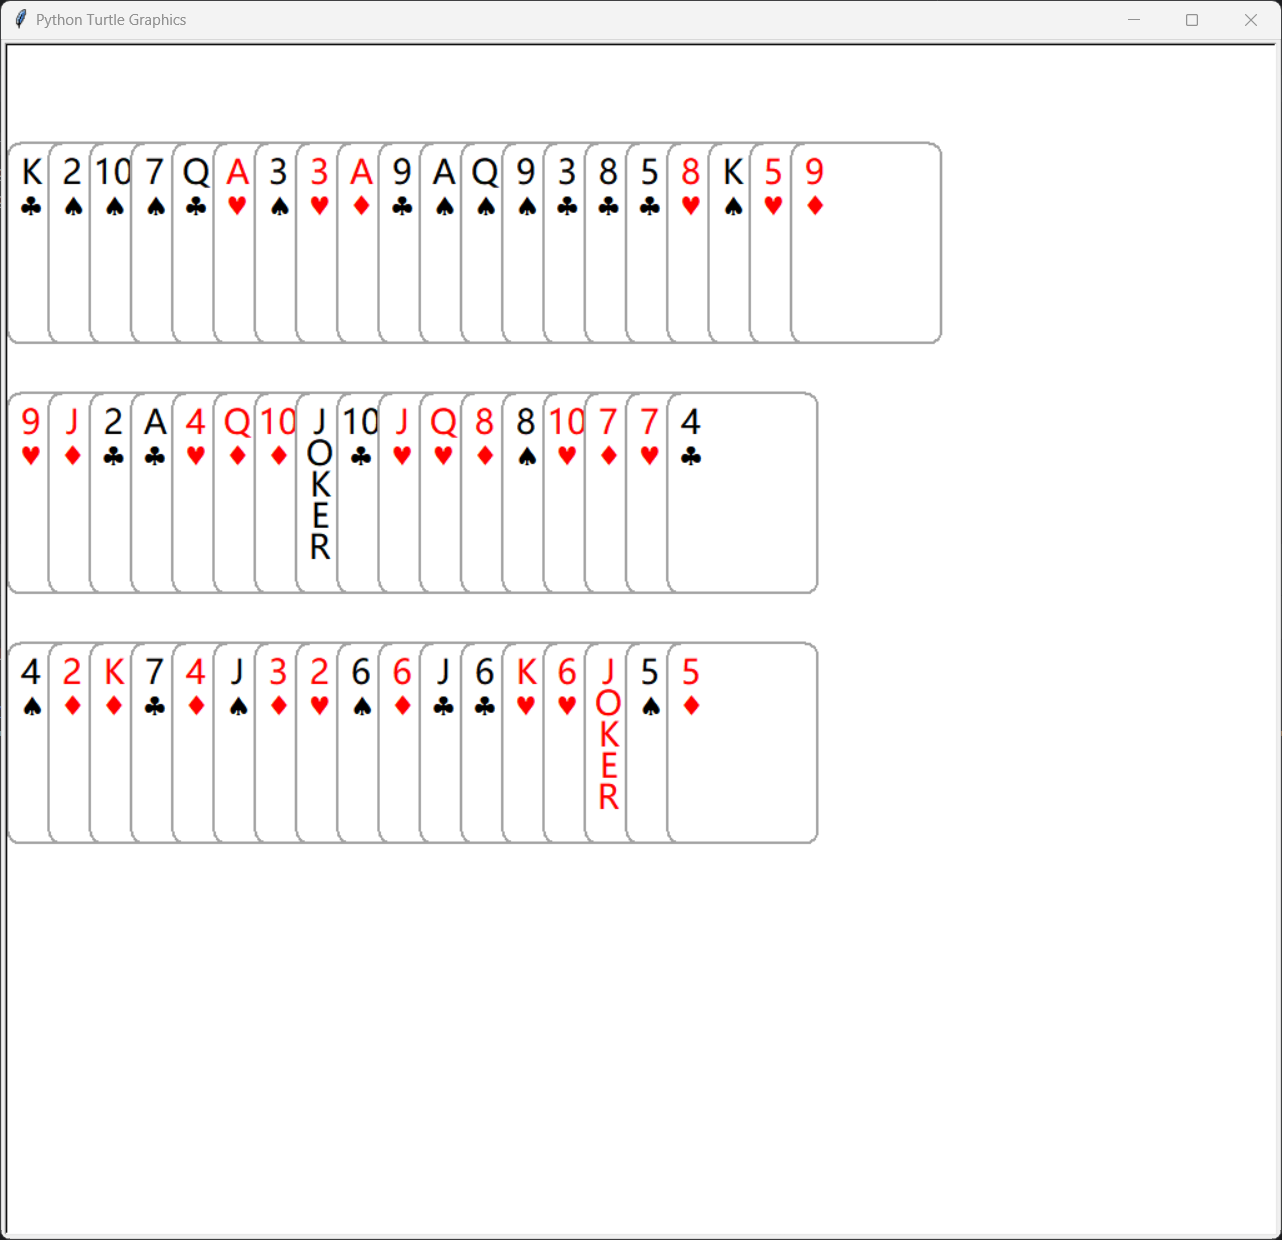 Python Turtle Graphics
K 2 10 7 Q A 3 3 A 9 A Q 9 3 8 5 8 K 5 9
♣ ♠ ♠ ♠ ♣ ♥ ♠ ♥ ♦ ♣ ♠ ♠ ♠ ♣ ♣ ♣ ♥ ♠ ♥ ♦
9 J 2 A 4 Q 10 JOKER 10 J Q 8 8 10 7 7 4
♥ ♦ ♣ ♣ ♥ ♦ ♦ ♣ ♥ ♥ ♦ ♠ ♥ ♦ ♥ ♣
4 2 K 7 4 J 3 2 6 6 J 6 K 6 JOKER 5 5
♠ ♦ ♦ ♣ ♦ ♠ ♦ ♥ ♠ ♦ ♣ ♣ ♥ ♥ ♠ ♦